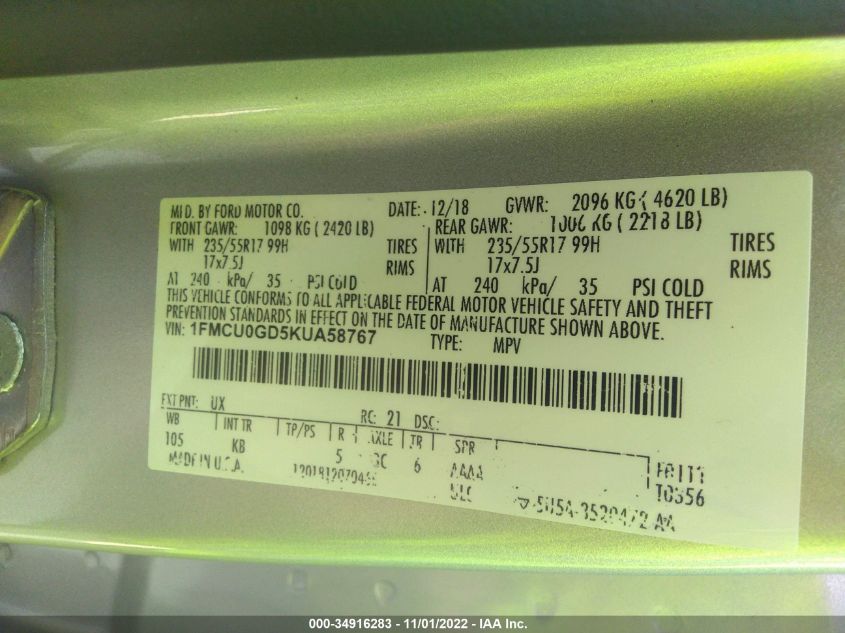 MFD. BY FORD MOTOR CO. DATE: 12/18 GVWR: 2096 KG ( 4620 LB)
FRONT GAWR: 1098 KG ( 2420 LB) REAR GAWR: KG ( 2218 LB)
WITH 235/55R17 99H TIRES WITH 235/55R17 99H TIRES
17x7.5J RIMS 17x7.5J RIMS
AT 240 kPa/ 35 PSI COLD AT 240 kPa/ 35 PSI COLD
THIS VEHICLE CONFORMS TO ALL APPLICABLE FEDERAL MOTOR VEHICLE SAFETY AND THEFT
PREVENTION STANDARDS IN EFFECT ON THE DATE OF MANUFACTURE SHOWN ABOVE.
VIN: 1FMCU0GD5KUA58767 TYPE: MPV
EXT PNT: UX RC: 21 DSO:
WB INT TR TP/PS R AXLE TR SPR
105 KB 5 6 AAAA
MADE IN U.S.A.
000-34916283 - 11/01/2022 - IAA Inc.